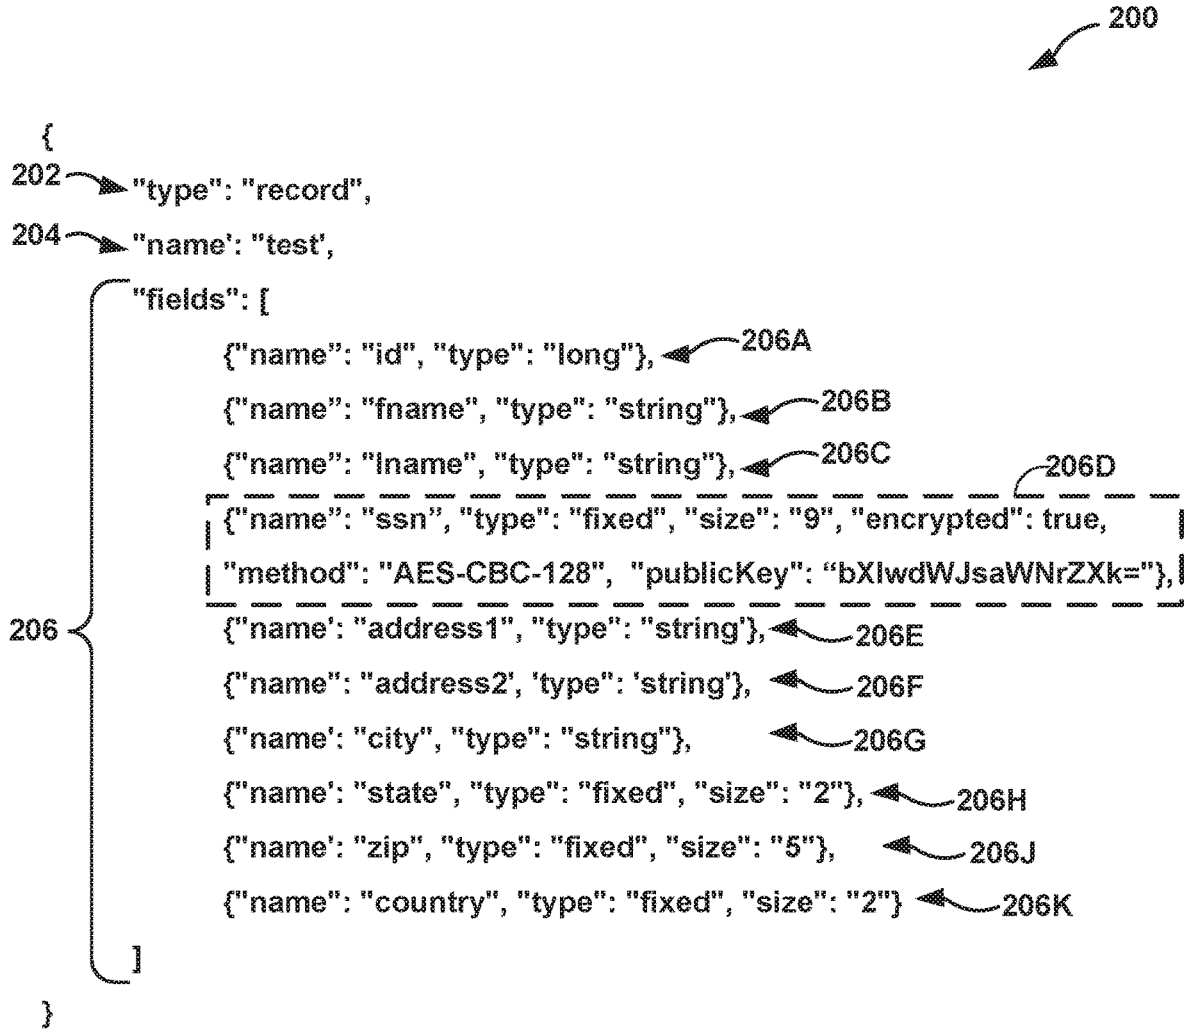 200
{
202 "type": "record",
204 "name': "test',
"fields": [
{"name”: "id", "type": "long"}, 206A
{"name”: "fname", "type": "string"}, 206B
{"name”: "lname", "type": "string"}, 206C
206D
{"name”: "ssn”, "type": "fixed", "size": "9", "encrypted": true,
"method": "AES-CBC-128", "publicKey": “bXlwdWJsaWNrZXk="},
206 {"name': "address1", "type": "string'}, 206E
{"name": "address2', 'type": 'string'}, 206F
{"name': "city", "type": "string"}, 206G
{"name': "state", "type": "fixed", "size": "2"}, 206H
{"name': "zip", "type": "fixed", "size": "5"}, 206J
{"name": "country", "type": "fixed", "size": "2"} 206K
]
}